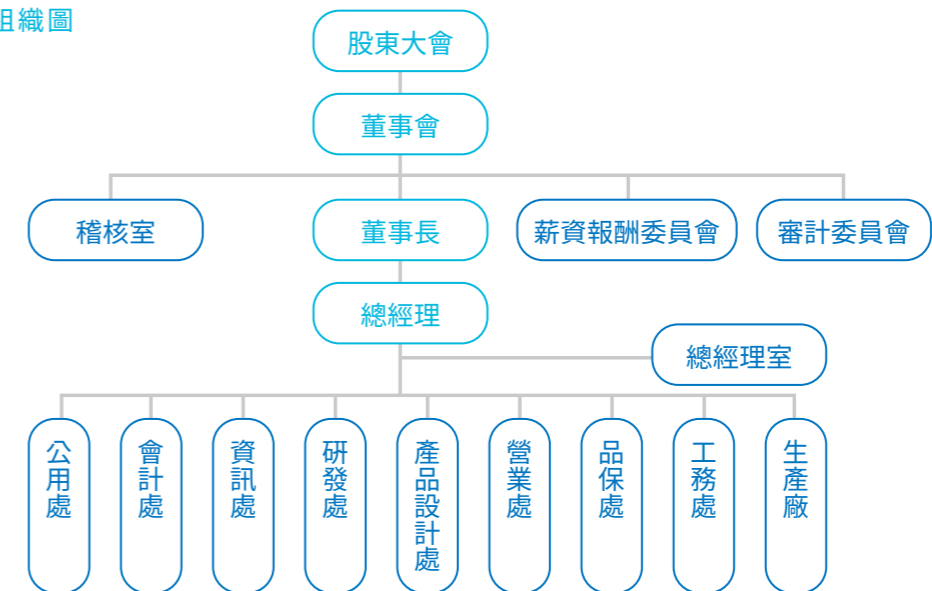 組織圖
股東大會
董事會
稽核室
董事長
薪資報酬委員會
審計委員會
總經理
總經理室
公用處
會計處
資訊處
研發處
產品設計處
營業處
品保處
工務處
生產廠